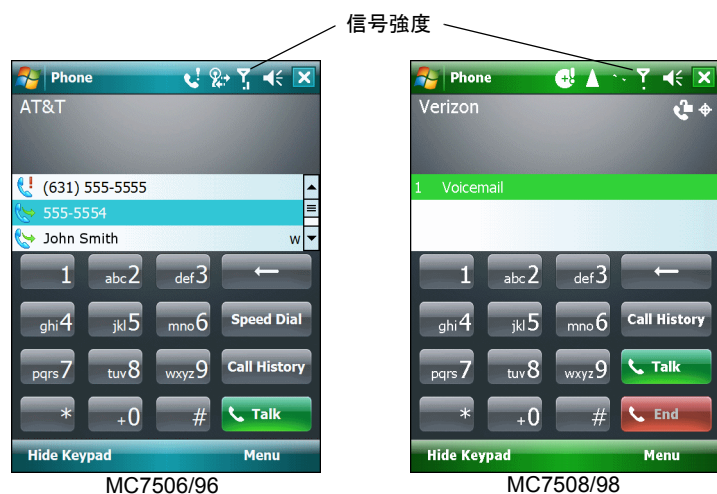 信号強度
Phone
AT&T
(631) 555-5555
555-5554
John Smith w
1 abc2 def3
ghi4 jkl5 mno6 Speed Dial
pqrs7 tuv8 wxyz9 Call History
* +0 # Talk
Hide Keypad Menu
MC7506/96
Phone
Verizon
1 Voicemail
1 abc2 def3
ghi4 jkl5 mno6 Call History
pqrs7 tuv8 wxyz9 Talk
* +0 # End
Hide Keypad Menu
MC7508/98